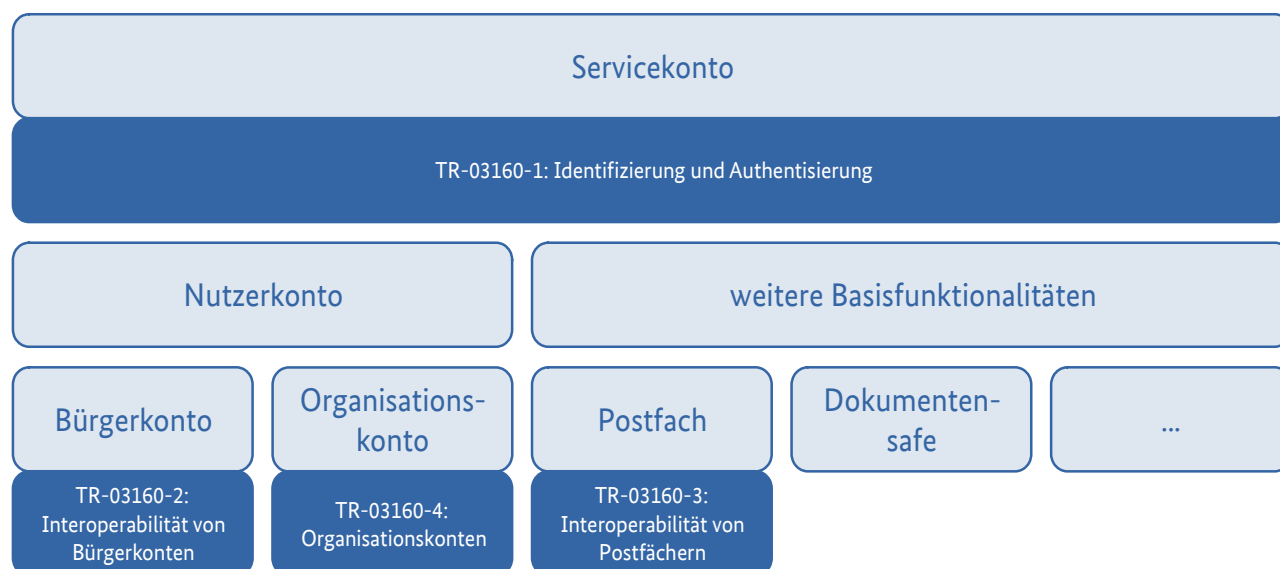 Servicekonto
TR-03160-1: Identifizierung und Authentisierung
Nutzerkonto
weitere Basisfunktionalitäten
Bürgerkonto
Organisations-
konto
Postfach
Dokumenten-
safe
...
TR-03160-2:
Interoperabilität von
Bürgerkonten
TR-03160-4:
Organisationskonten
TR-03160-3:
Interoperabilität von
Postfächern